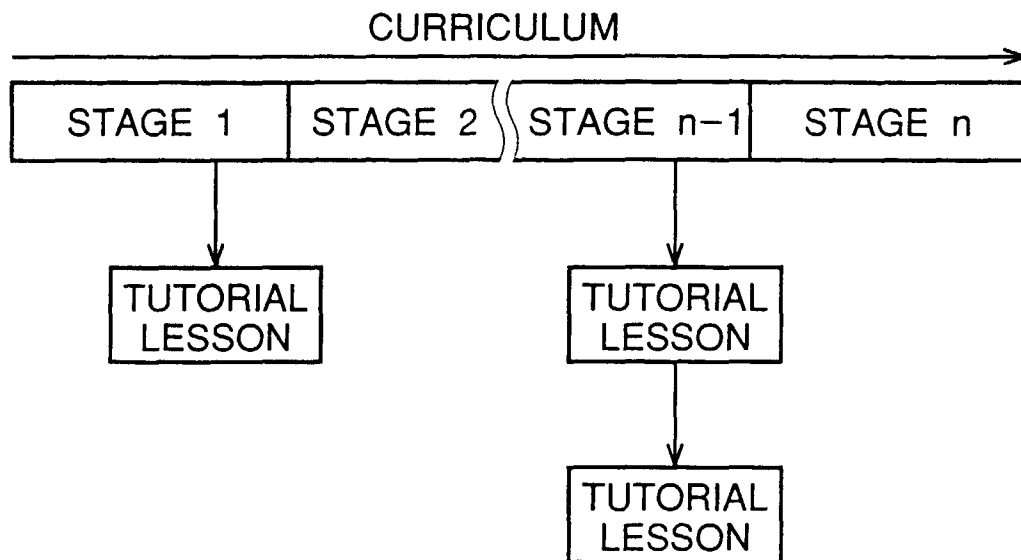 CURRICULUM
STAGE 1
STAGE 2
STAGE n-1
STAGE n
TUTORIAL
LESSON
TUTORIAL
LESSON
TUTORIAL
LESSON